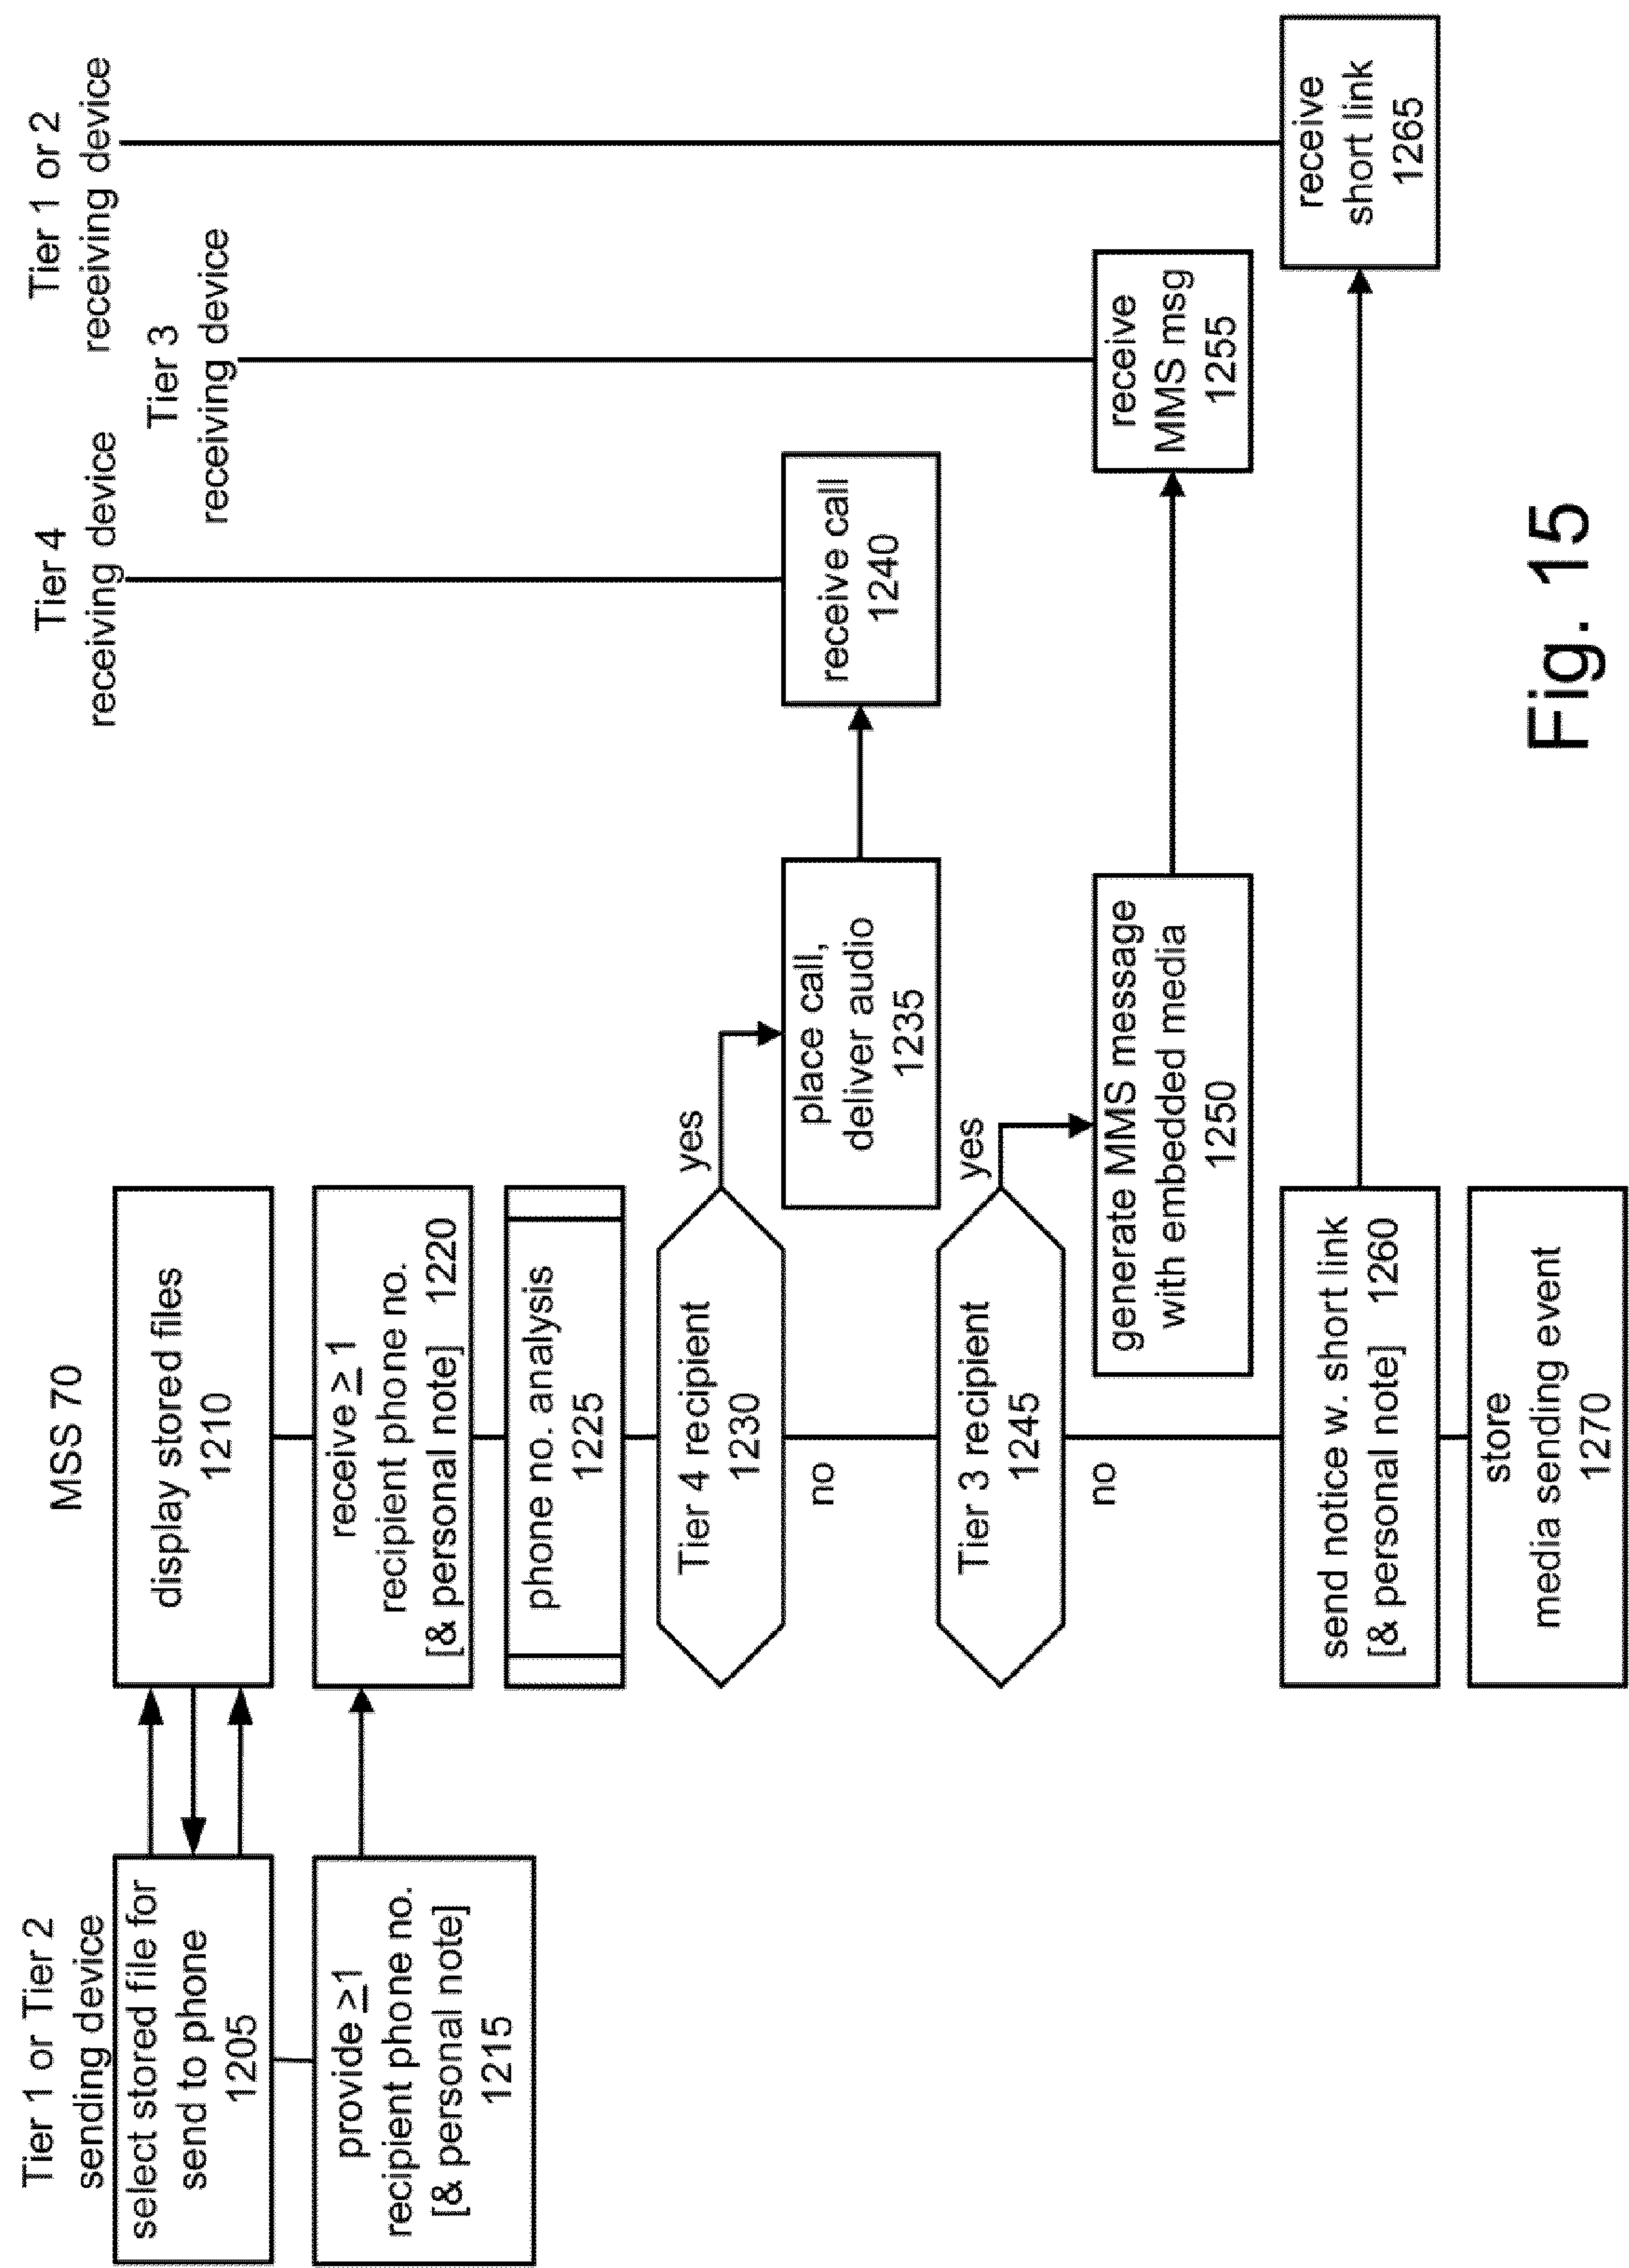 Tier 1 or Tier 2
sending device
select stored file for
send to phone
1205
provide ≥1
recipient phone no.
[& personal note]
1215
MSS 70
display stored files
1210
receive ≥ 1
recipient phone no.
[& personal note] 1220
phone no. analysis
1225
Tier 4 recipient
1230
yes
no
place call,
deliver audio
1235
Tier 3 recipient
1245
yes
no
generate MMS message
with embedded media
1250
send notice w. short link
[& personal note] 1260
store
media sending event
1270
Tier 4
receiving device
receive call
1240
Tier 3
receiving device
receive
MMS msg
1255
Tier 1 or 2
receiving device
receive
short link
1265
Fig. 15